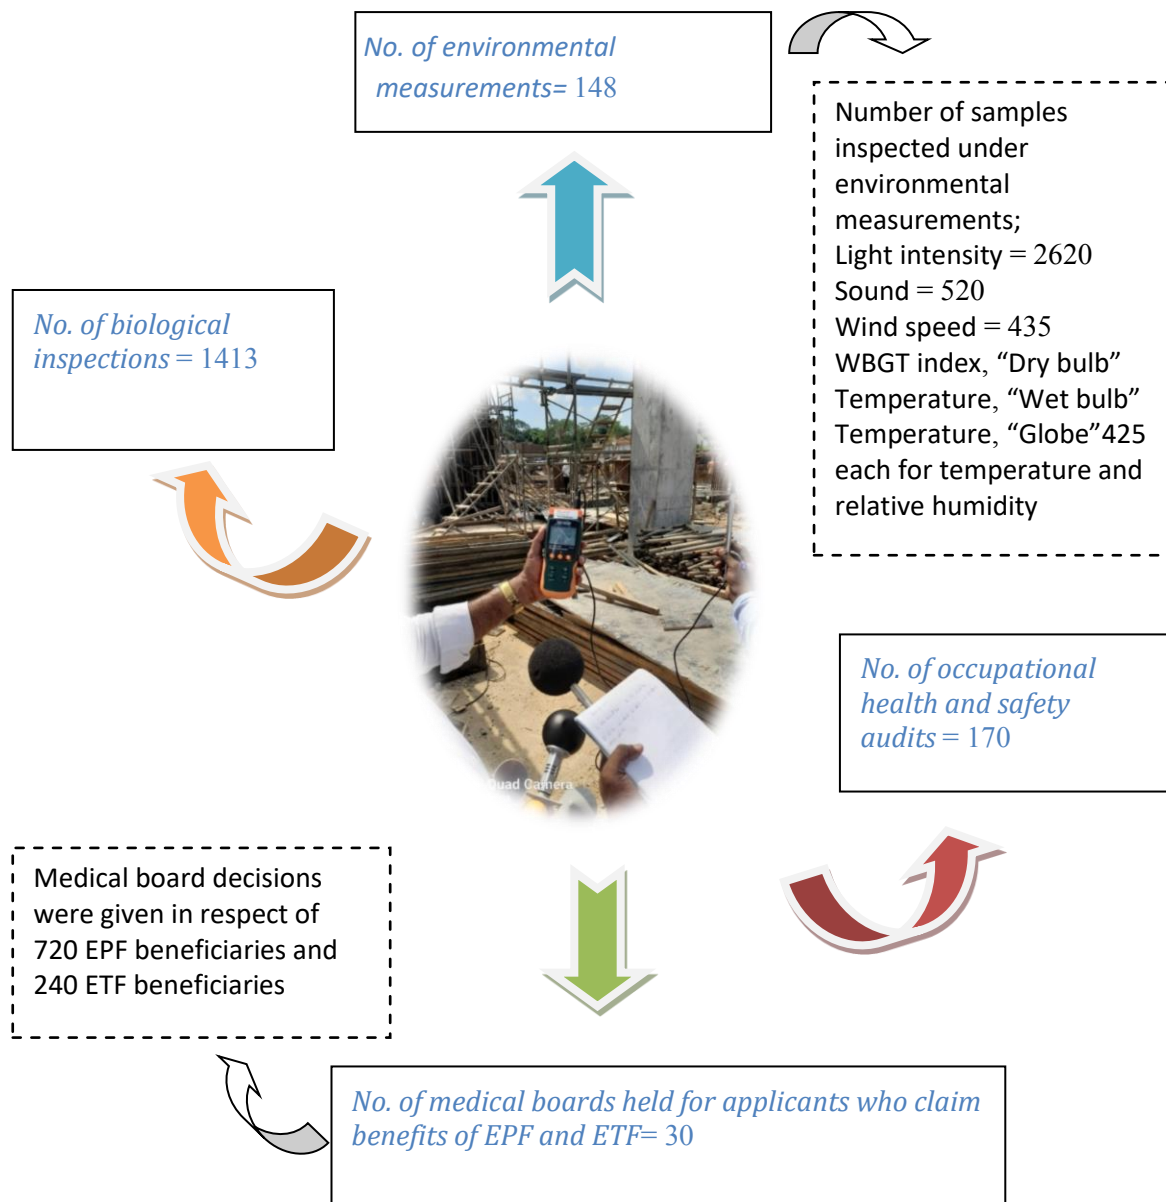 No. of environmental
measurements= 148
Number of samples
inspected under
environmental
measurements;
Light intensity = 2620
Sound = 520
Wind speed = 435
WBGT index, “Dry bulb”
Temperature, “Wet bulb”
Temperature, “Globe”425
each for temperature and
relative humidity
No. of biological
inspections = 1413
No. of occupational
health and safety
audits = 170
Quad Camera
Medical board decisions
were given in respect of
720 EPF beneficiaries and
240 ETF beneficiaries
No. of medical boards held for applicants who claim
benefits of EPF and ETF= 30